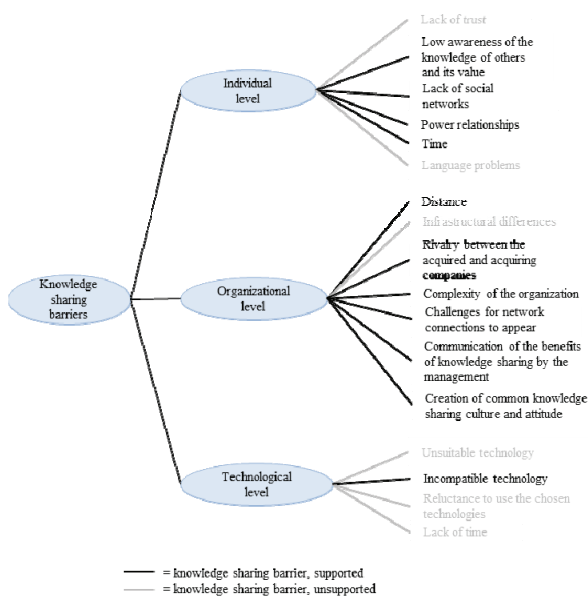 Lack of trust
Low awareness of the
knowledge of others
and its value
Lack of social
networks
Power relationships
Time
Language problems
Individual
level
Distance
Infrastructural differences
Rivalry between the
acquired and acquiring
companies
Complexity of the organization
Challenges for network
connections to appear
Communication of the benefits
of knowledge sharing by the
management
Creation of common knowledge
sharing culture and attitude
Knowledge
sharing
barriers
Organizational
level
Unsuitable technology
Incompatible technology
Reluctance to use the chosen
technologies
Lack of time
Technological
level
= knowledge sharing barrier, supported
= knowledge sharing barrier, unsupported